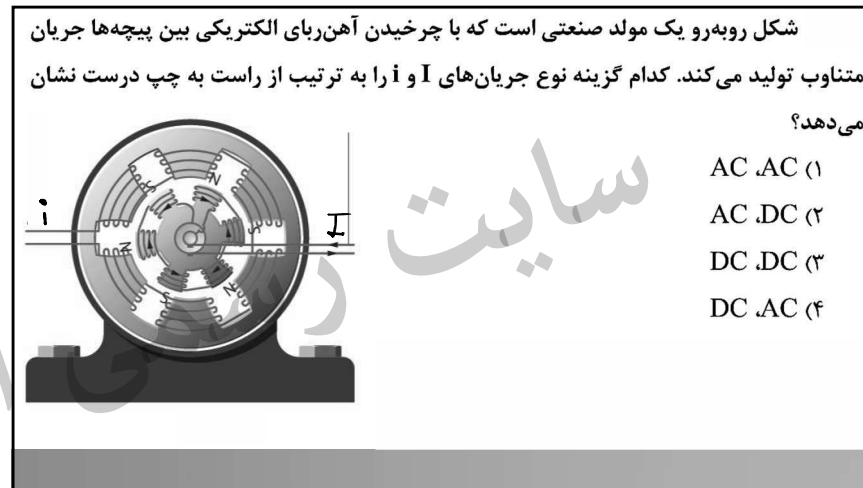 شکل روبه‌رو یک مولد صنعتی است که با چرخیدن آهن‌ربای الکتریکی بین پیچه‌ها جریان
متناوب تولید می‌کند. کدام گزینه نوع جریان‌های I و i را به ترتیب از راست به چپ درست نشان
می‌دهد؟
۱) AC ،AC
۲) AC ،DC
۳) DC ،DC
۴) DC ،AC
i
I
N
S
N
S
N
S
سایت رسمی